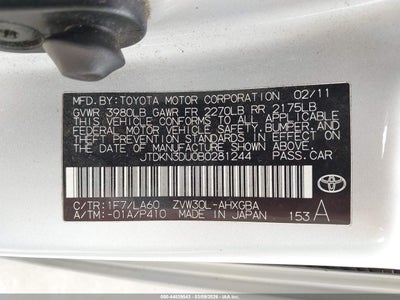 MFD. BY: TOYOTA MOTOR CORPORATION 02/11
GVWR 3980LB GAWR FR 2270LB RR 2175LB
THIS VEHICLE CONFORMS TO ALL APPLICABLE
FEDERAL MOTOR VEHICLE SAFETY, BUMPER, AND
THEFT PREVENTION STANDARDS IN EFFECT ON
THE DATE OF MANUFACTURE SHOWN ABOVE.
JTDKN3DU0B0281244 PASS.CAR
C/TR: 1F7/LA60 ZVW30L-AHXGBA
A/TM: -01A/P410 MADE IN JAPAN 153 A
TOYOTA